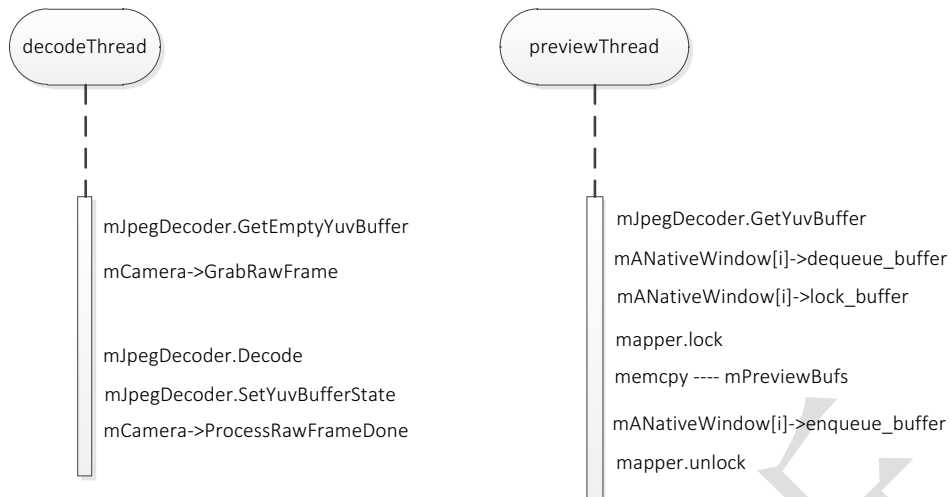 decodeThread
mJpegDecoder.GetEmptyYuvBuffer
mCamera->GrabRawFrame
mJpegDecoder.Decode
mJpegDecoder.SetYuvBufferState
mCamera->ProcessRawFrameDone
previewThread
mJpegDecoder.GetYuvBuffer
mANativeWindow[i]->dequeue_buffer
mANativeWindow[i]->lock_buffer
mapper.lock
memcpy ---- mPreviewBufs
mANativeWindow[i]->enqueue_buffer
mapper.unlock